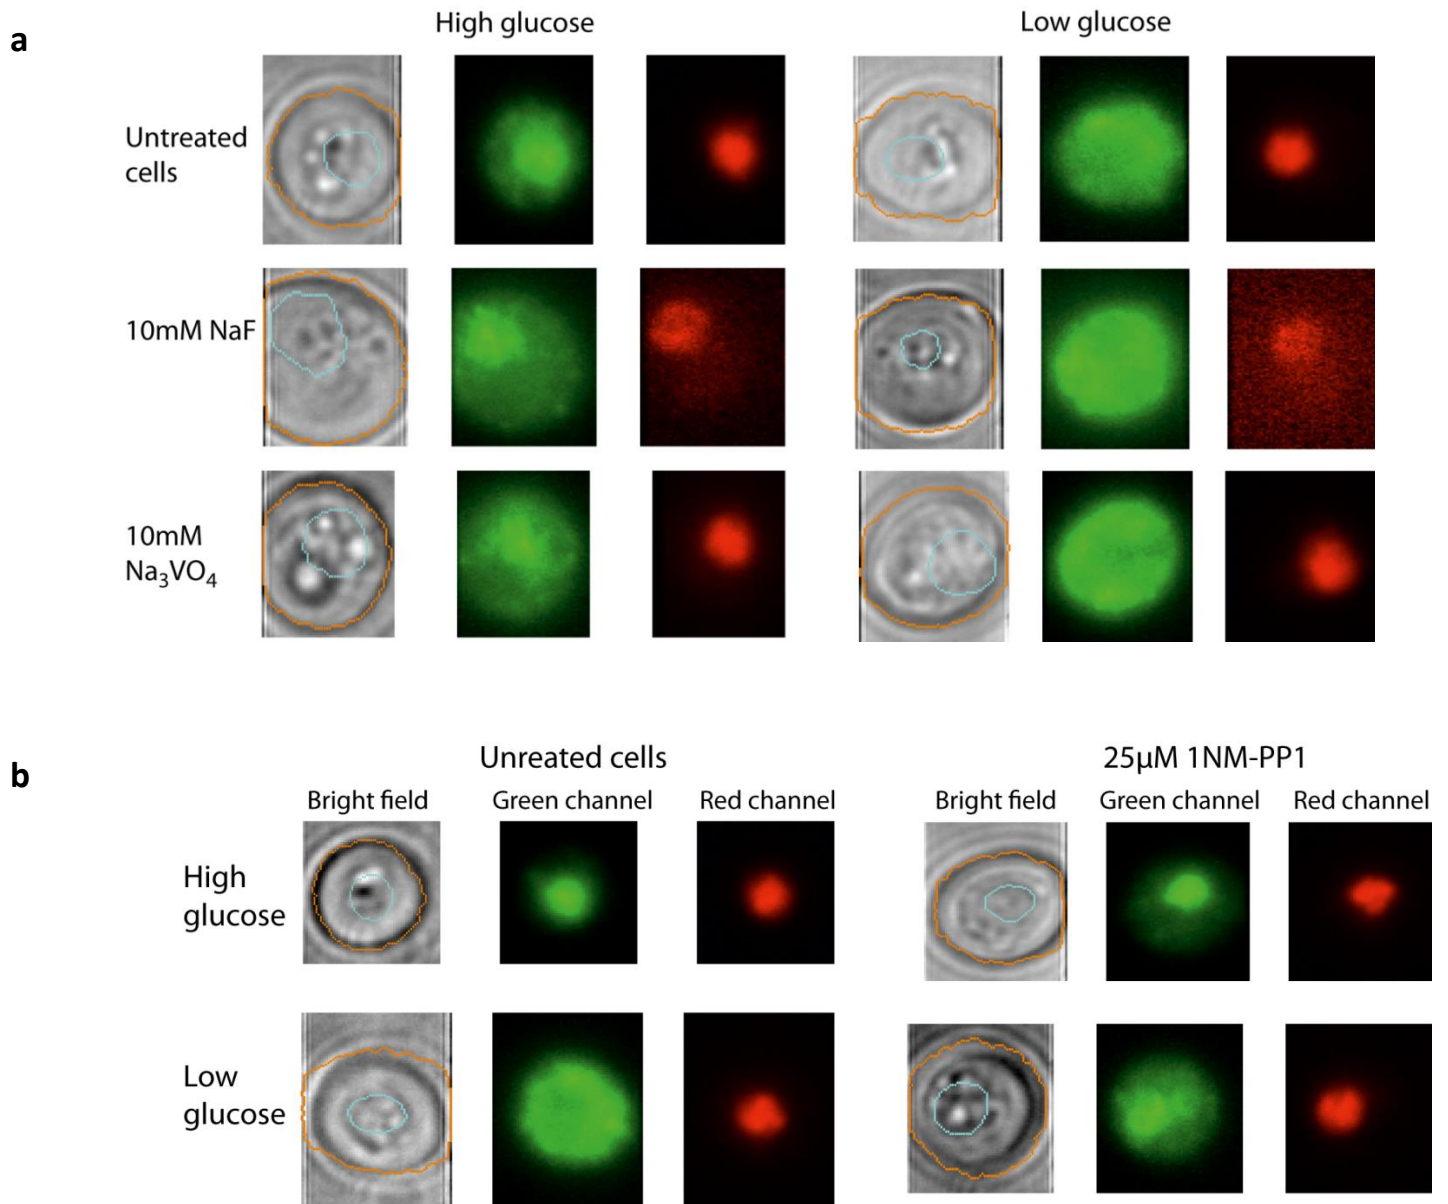 a
High glucose
Low glucose
Untreated
cells
10mM NaF
10mM
Na₃VO₄
b
Unreated cells
25μM 1NM-PP1
Bright field
Green channel
Red channel
Bright field
Green channel
Red channel
High
glucose
Low
glucose